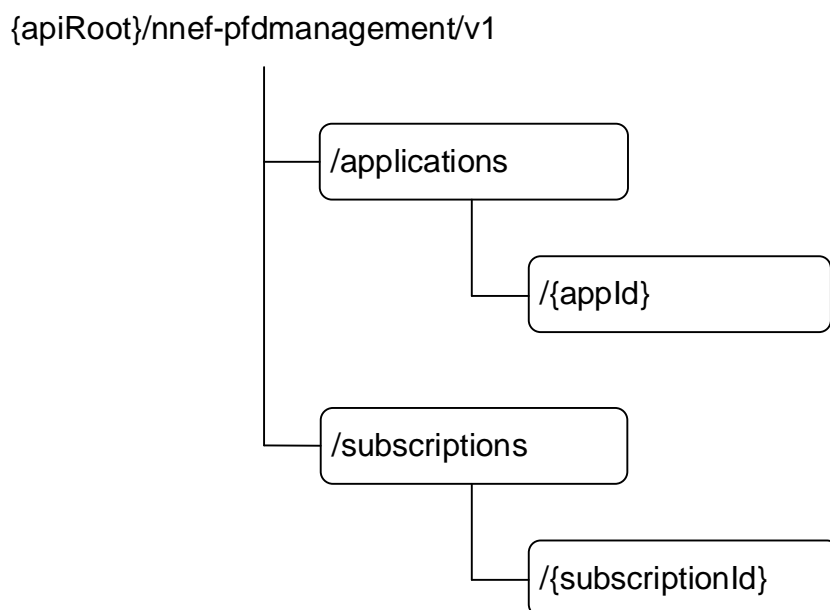 {apiRoot}/nnef-pfdmanagement/v1
/applications
/{appId}
/subscriptions
/{subscriptionId}